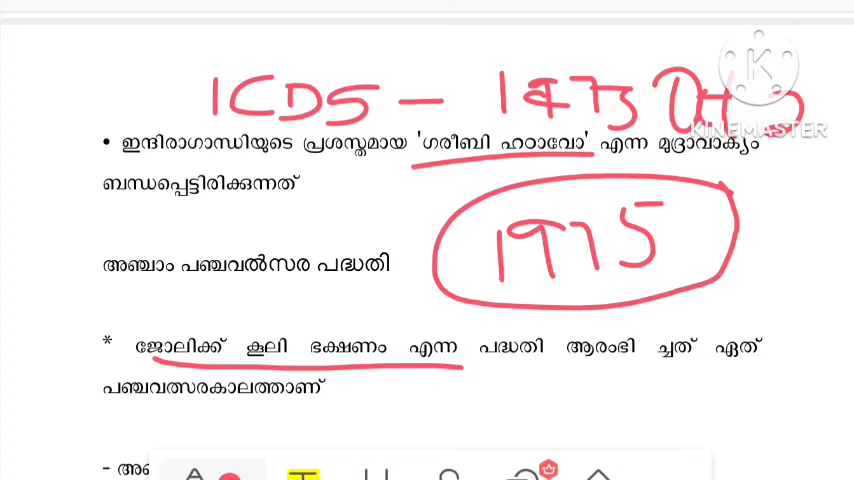 ICDS - 1975
KINEMASTER
• ഇന്ദിരാഗാന്ധിയുടെ പ്രശസ്തമായ 'ഗരീബി ഹഠാവോ' എന്ന മുദ്രാവാക്യം
ബന്ധപ്പെട്ടിരിക്കുന്നത്
1975
അഞ്ചാം പഞ്ചവൽസര പദ്ധതി
* ജോലിക്ക് കൂലി ഭക്ഷണം എന്ന പദ്ധതി ആരംഭി ച്ചത് ഏത്
പഞ്ചവത്സരകാലത്താണ്